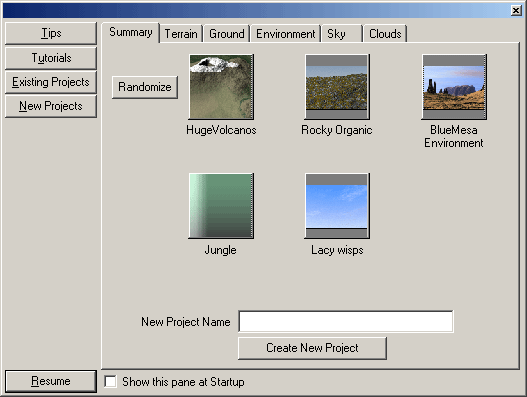 Tips
Tutorials
Existing Projects
New Projects
Summary
Terrain
Ground
Environment
Sky
Clouds
Randomize
HugeVolcanos
Rocky Organic
BlueMesa
Environment
Jungle
Lacy wisps
New Project Name
Create New Project
Resume
Show this pane at Startup